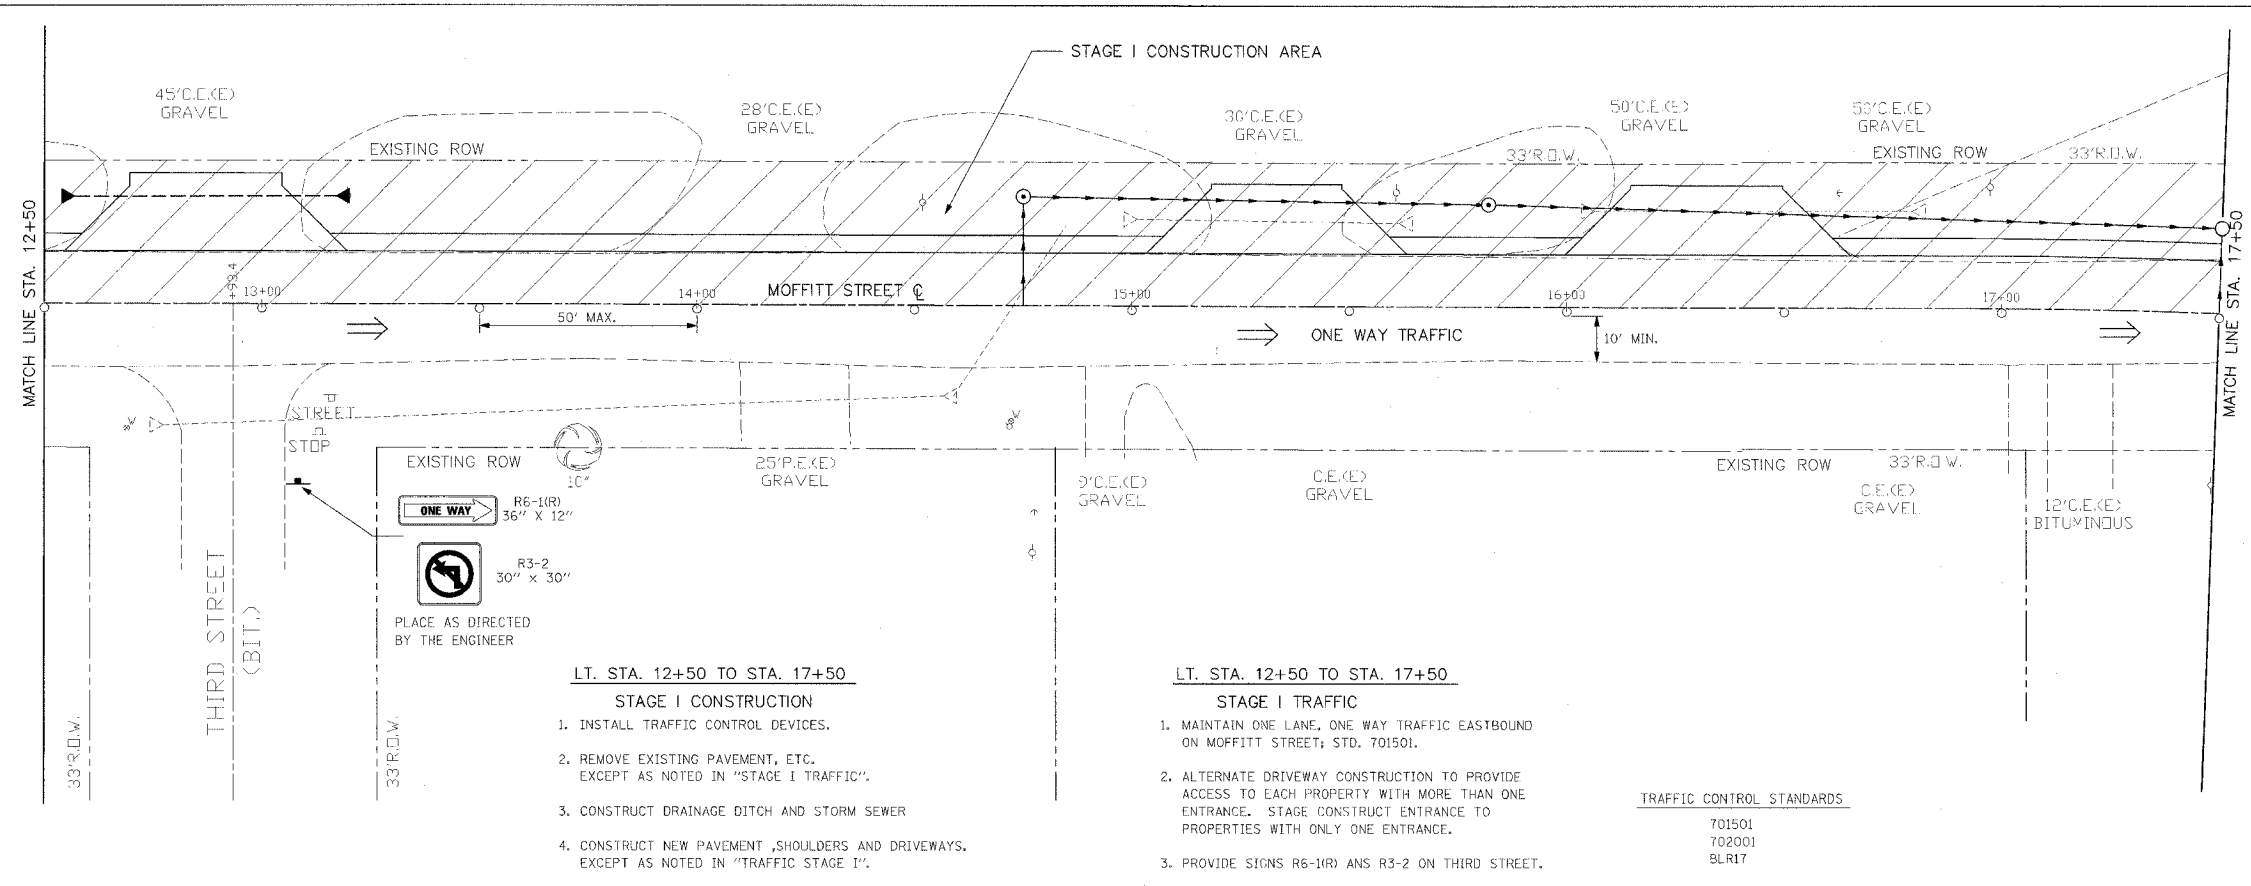 STAGE I CONSTRUCTION AREA
45'C.E.(E)
GRAVEL
28'C.E.(E)
GRAVEL
30'C.E.(E)
GRAVEL
50'C.E.(E)
GRAVEL
50'C.E.(E)
GRAVEL
EXISTING ROW
33'R.O.W.
EXISTING ROW
33'R.O.W.
MATCH LINE STA. 12+50
MATCH LINE STA. 17+50
+93.4
13+00
14+00
MOFFITT STREET ℄
15+00
16+00
17+00
50' MAX.
ONE WAY TRAFFIC
10' MIN.
STREET
STOP
EXISTING ROW
10"
25'P.E.(E)
GRAVEL
9'C.E.(E)
GRAVEL
C.E.(E)
GRAVEL
EXISTING ROW
33'R.O.W.
C.E.(E)
GRAVEL
12'C.E.(E)
BITUMINOUS
ONE WAY
R6-1(R)
36" X 12"
R3-2
30" x 30"
PLACE AS DIRECTED
BY THE ENGINEER
THIRD STREET
(BIT.)
33'R.O.W.
33'R.O.W.
LT. STA. 12+50 TO STA. 17+50
STAGE I CONSTRUCTION
1. INSTALL TRAFFIC CONTROL DEVICES.
2. REMOVE EXISTING PAVEMENT, ETC.
EXCEPT AS NOTED IN "STAGE I TRAFFIC".
3. CONSTRUCT DRAINAGE DITCH AND STORM SEWER
4. CONSTRUCT NEW PAVEMENT ,SHOULDERS AND DRIVEWAYS.
EXCEPT AS NOTED IN "TRAFFIC STAGE I".
LT. STA. 12+50 TO STA. 17+50
STAGE I TRAFFIC
1. MAINTAIN ONE LANE, ONE WAY TRAFFIC EASTBOUND
ON MOFFITT STREET; STD. 701501.
2. ALTERNATE DRIVEWAY CONSTRUCTION TO PROVIDE
ACCESS TO EACH PROPERTY WITH MORE THAN ONE
ENTRANCE. STAGE CONSTRUCT ENTRANCE TO
PROPERTIES WITH ONLY ONE ENTRANCE.
3. PROVIDE SIGNS R6-1(R) ANS R3-2 ON THIRD STREET.
TRAFFIC CONTROL STANDARDS
701501
702001
BLR17